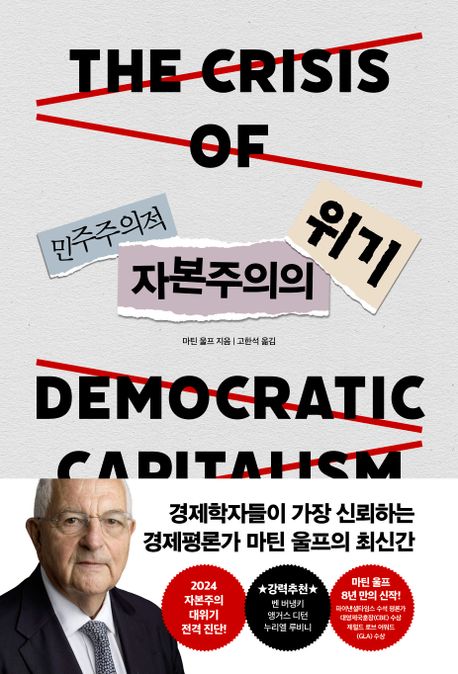 THE CRISIS
OF
민주주의적
자본주의의
위기
마틴 울프 지음 | 고한석 옮김
DEMOCRATIC
CAPITALISM
경제학자들이 가장 신뢰하는
경제평론가 마틴 울프의 최신간
2024
자본주의
대위기
전격 진단!
★강력추천★
벤 버냉키
앵거스 디턴
누리엘 루비니
마틴 울프
8년 만의 신작!
파이낸셜타임스 수석 평론가
대영제국훈장(CBE) 수상
제럴드 로브 어워드
(GLA) 수상